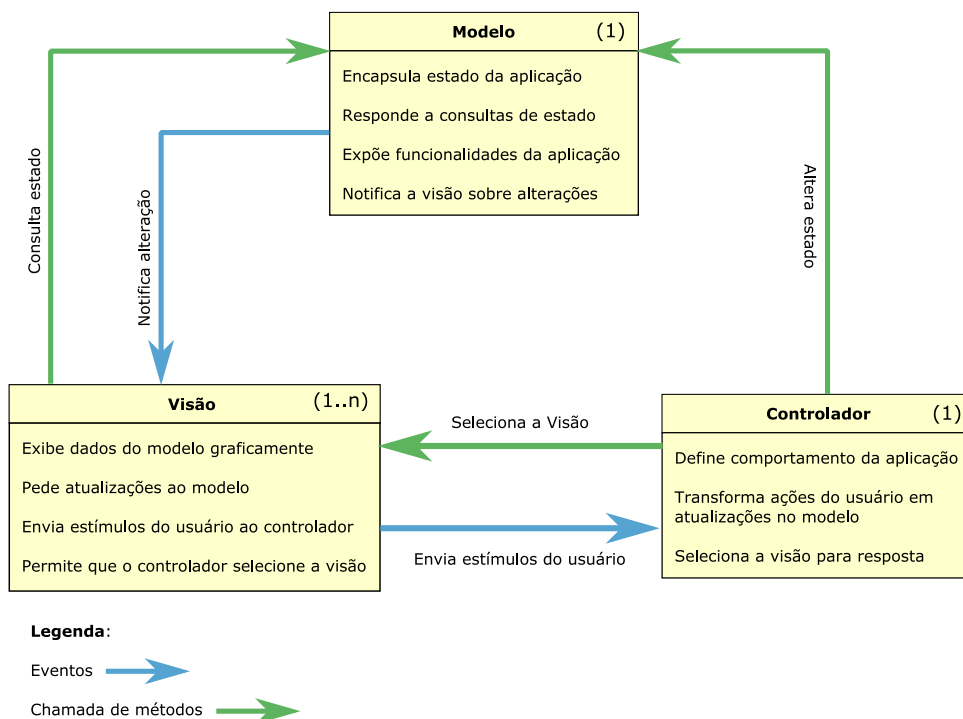 Modelo (1)
Encapsula estado da aplicação
Responde a consultas de estado
Expõe funcionalidades da aplicação
Notifica a visão sobre alterações
Consulta estado
Notifica alteração
Altera estado
Visão (1..n)
Exibe dados do modelo graficamente
Pede atualizações ao modelo
Envia estímulos do usuário ao controlador
Permite que o controlador selecione a visão
Seleciona a Visão
Envia estímulos do usuário
Controlador (1)
Define comportamento da aplicação
Transforma ações do usuário em
atualizações no modelo
Seleciona a visão para resposta
Legenda:
Eventos
Chamada de métodos